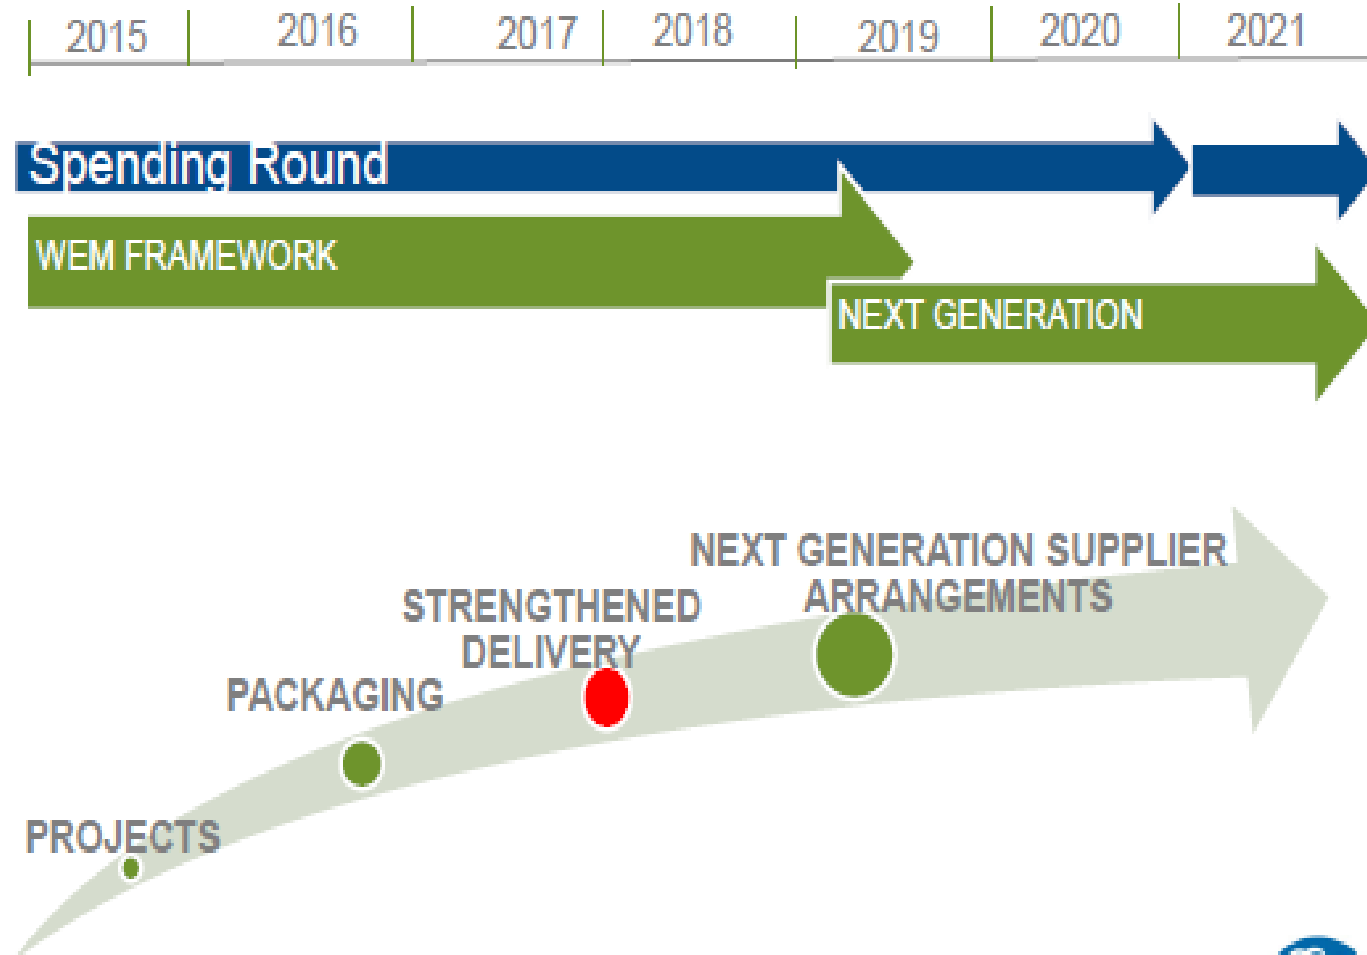 2015 2016 2017 2018 2019 2020 2021
Spending Round
WEM FRAMEWORK
NEXT GENERATION
NEXT GENERATION SUPPLIER
ARRANGEMENTS
STRENGTHENED
DELIVERY
PACKAGING
PROJECTS